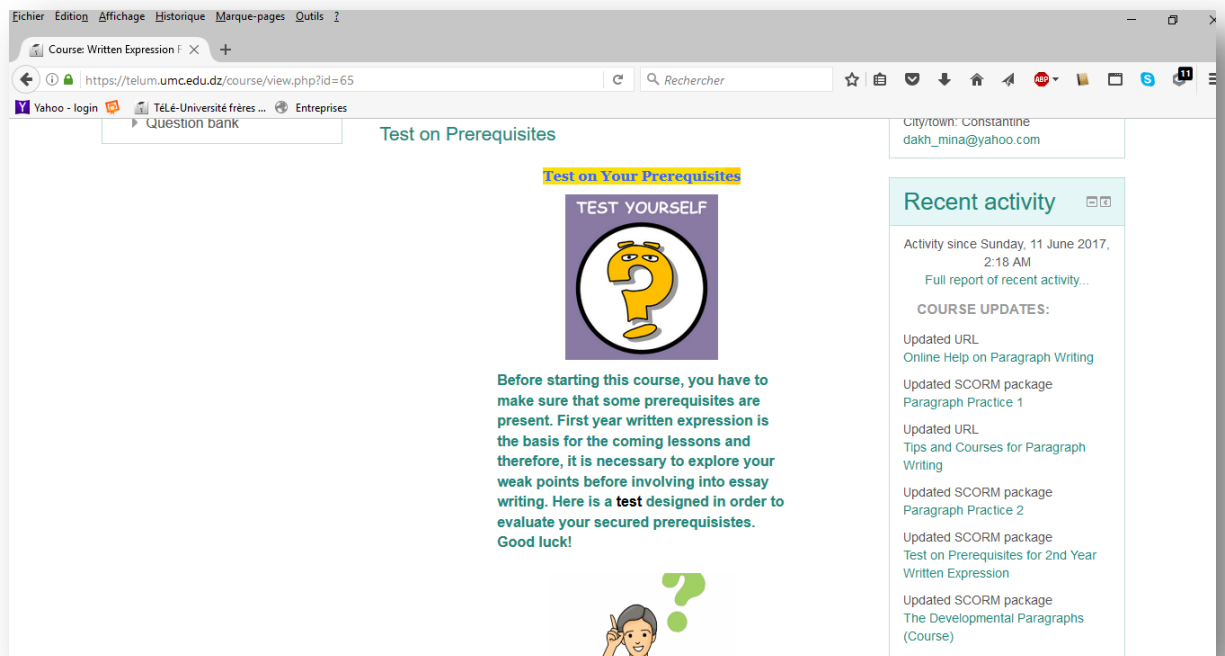 Fichier Édition Affichage Historique Marque-pages Outils ?
Course: Written Expression F
https://telum.umc.edu.dz/course/view.php?id=65
Rechercher
ABP
S
11
Yahoo - login
TéLé-Université frères ...
Entreprises
Question bank
Test on Prerequisites
Test on Your Prerequisites
TEST YOURSELF
?
Before starting this course, you have to
make sure that some prerequisites are
present. First year written expression is
the basis for the coming lessons and
therefore, it is necessary to explore your
weak points before involving into essay
writing. Here is a test designed in order to
evaluate your secured prerequisistes.
Good luck!
?
City/town: Constantine
dakh_mina@yahoo.com
Recent activity
Activity since Sunday, 11 June 2017,
2:18 AM
Full report of recent activity...
COURSE UPDATES:
Updated URL
Online Help on Paragraph Writing
Updated SCORM package
Paragraph Practice 1
Updated URL
Tips and Courses for Paragraph
Writing
Updated SCORM package
Paragraph Practice 2
Updated SCORM package
Test on Prerequisites for 2nd Year
Written Expression
Updated SCORM package
The Developmental Paragraphs
(Course)